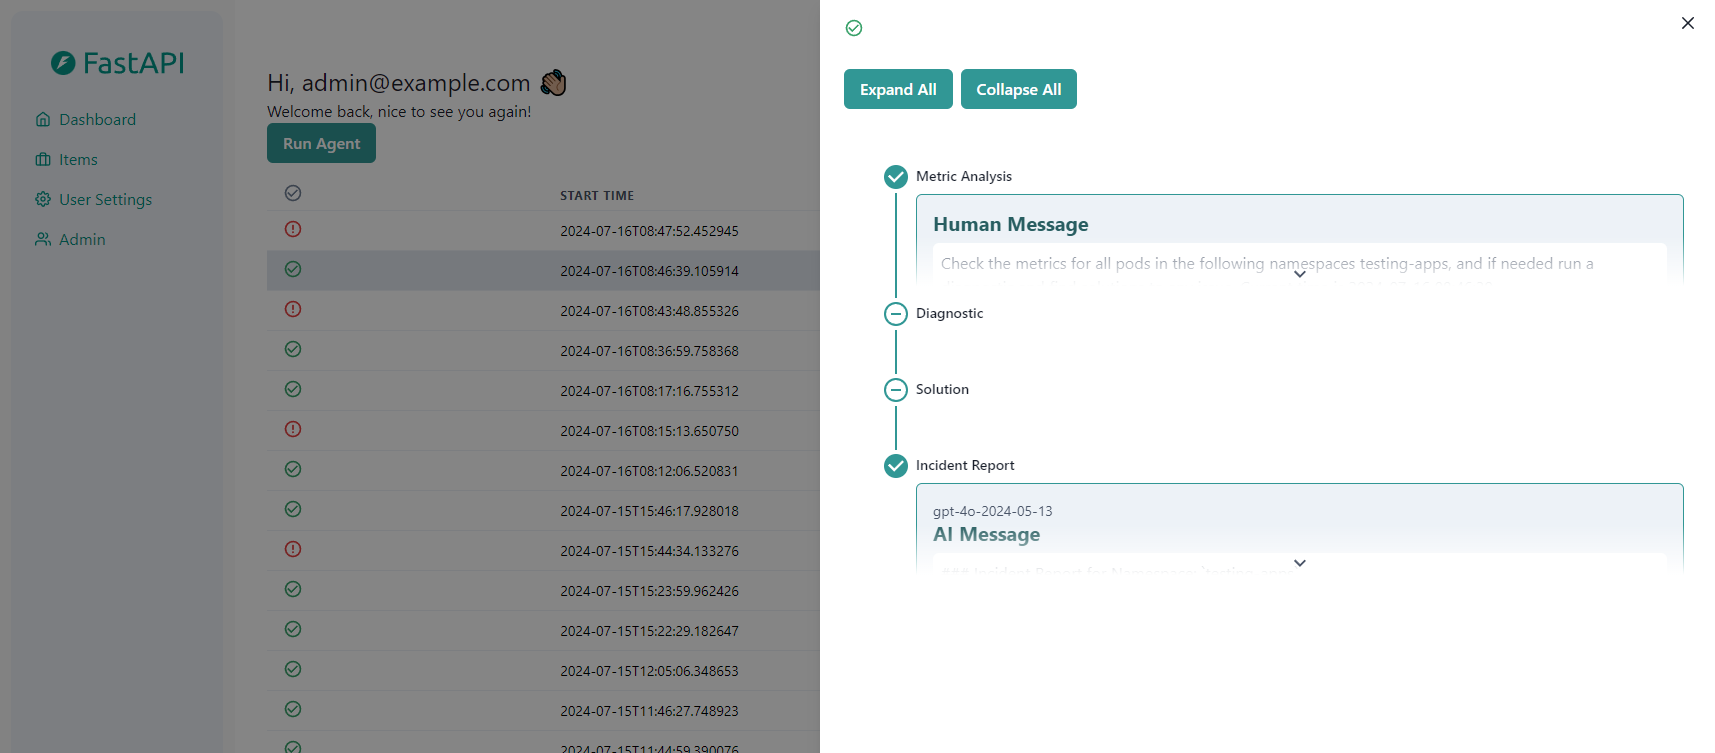 FastAPI
Dashboard
Items
User Settings
Admin
Hi, admin@example.com
Welcome back, nice to see you again!
Run Agent
START TIME
2024-07-16T08:47:52.452945
2024-07-16T08:46:39.105914
2024-07-16T08:43:48.855326
2024-07-16T08:36:59.758368
2024-07-16T08:17:16.755312
2024-07-16T08:15:13.650750
2024-07-16T08:12:06.520831
2024-07-15T15:46:17.928018
2024-07-15T15:44:34.133276
2024-07-15T15:23:59.962426
2024-07-15T15:22:29.182647
2024-07-15T12:05:06.348653
2024-07-15T11:46:27.748923
2024-07-15T11:44:59.390076
Expand All
Collapse All
Metric Analysis
Human Message
Check the metrics for all pods in the following namespaces testing-apps, and if needed run a
Diagnostic
Solution
Incident Report
gpt-4o-2024-05-13
AI Message
### Incident Report for Namespace